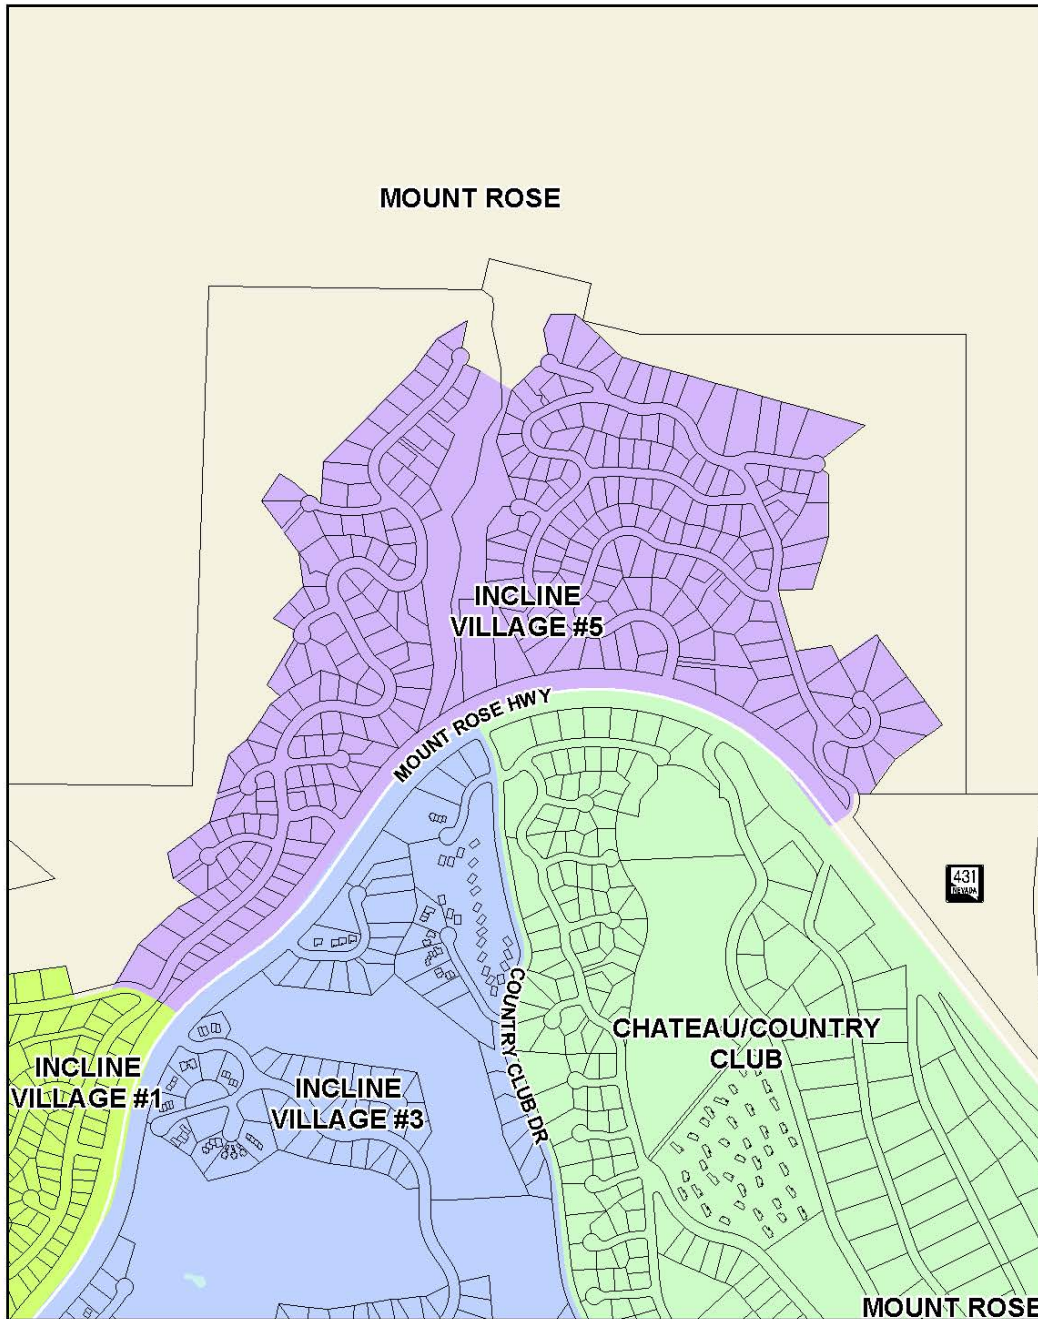 MOUNT ROSE
INCLINE
VILLAGE #5
MOUNT ROSE HWY
431
NEVADA
COUNTRY CLUB DR
CHATEAU/COUNTRY
CLUB
INCLINE
VILLAGE #1
INCLINE
VILLAGE #3
MOUNT ROSE